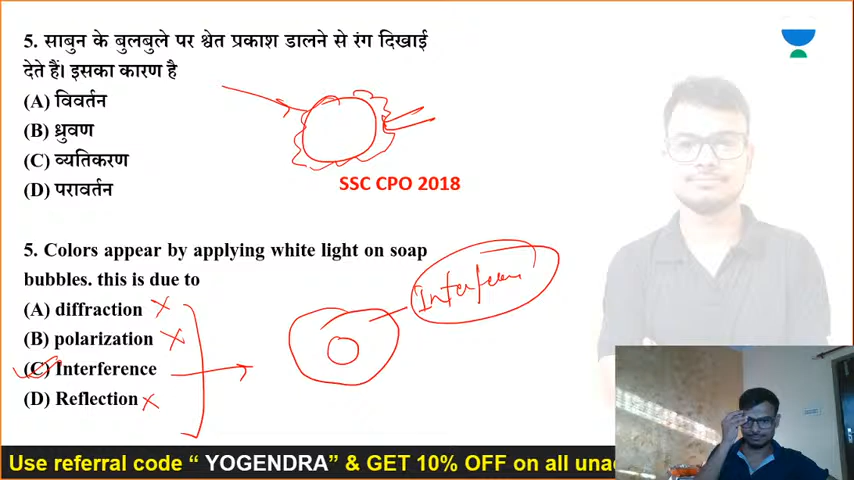 5. साबुन के बुलबुले पर श्वेत प्रकाश डालने से रंग दिखाई
देते हैं। इसका कारण है
(A) विवर्तन
(B) ध्रुवण
(C) व्यतिकरण
(D) परावर्तन
SSC CPO 2018
5. Colors appear by applying white light on soap
bubbles. this is due to
(A) diffraction
(B) polarization
(C) Interference
(D) Reflection
Use referral code “ YOGENDRA” & GET 10% OFF on all una